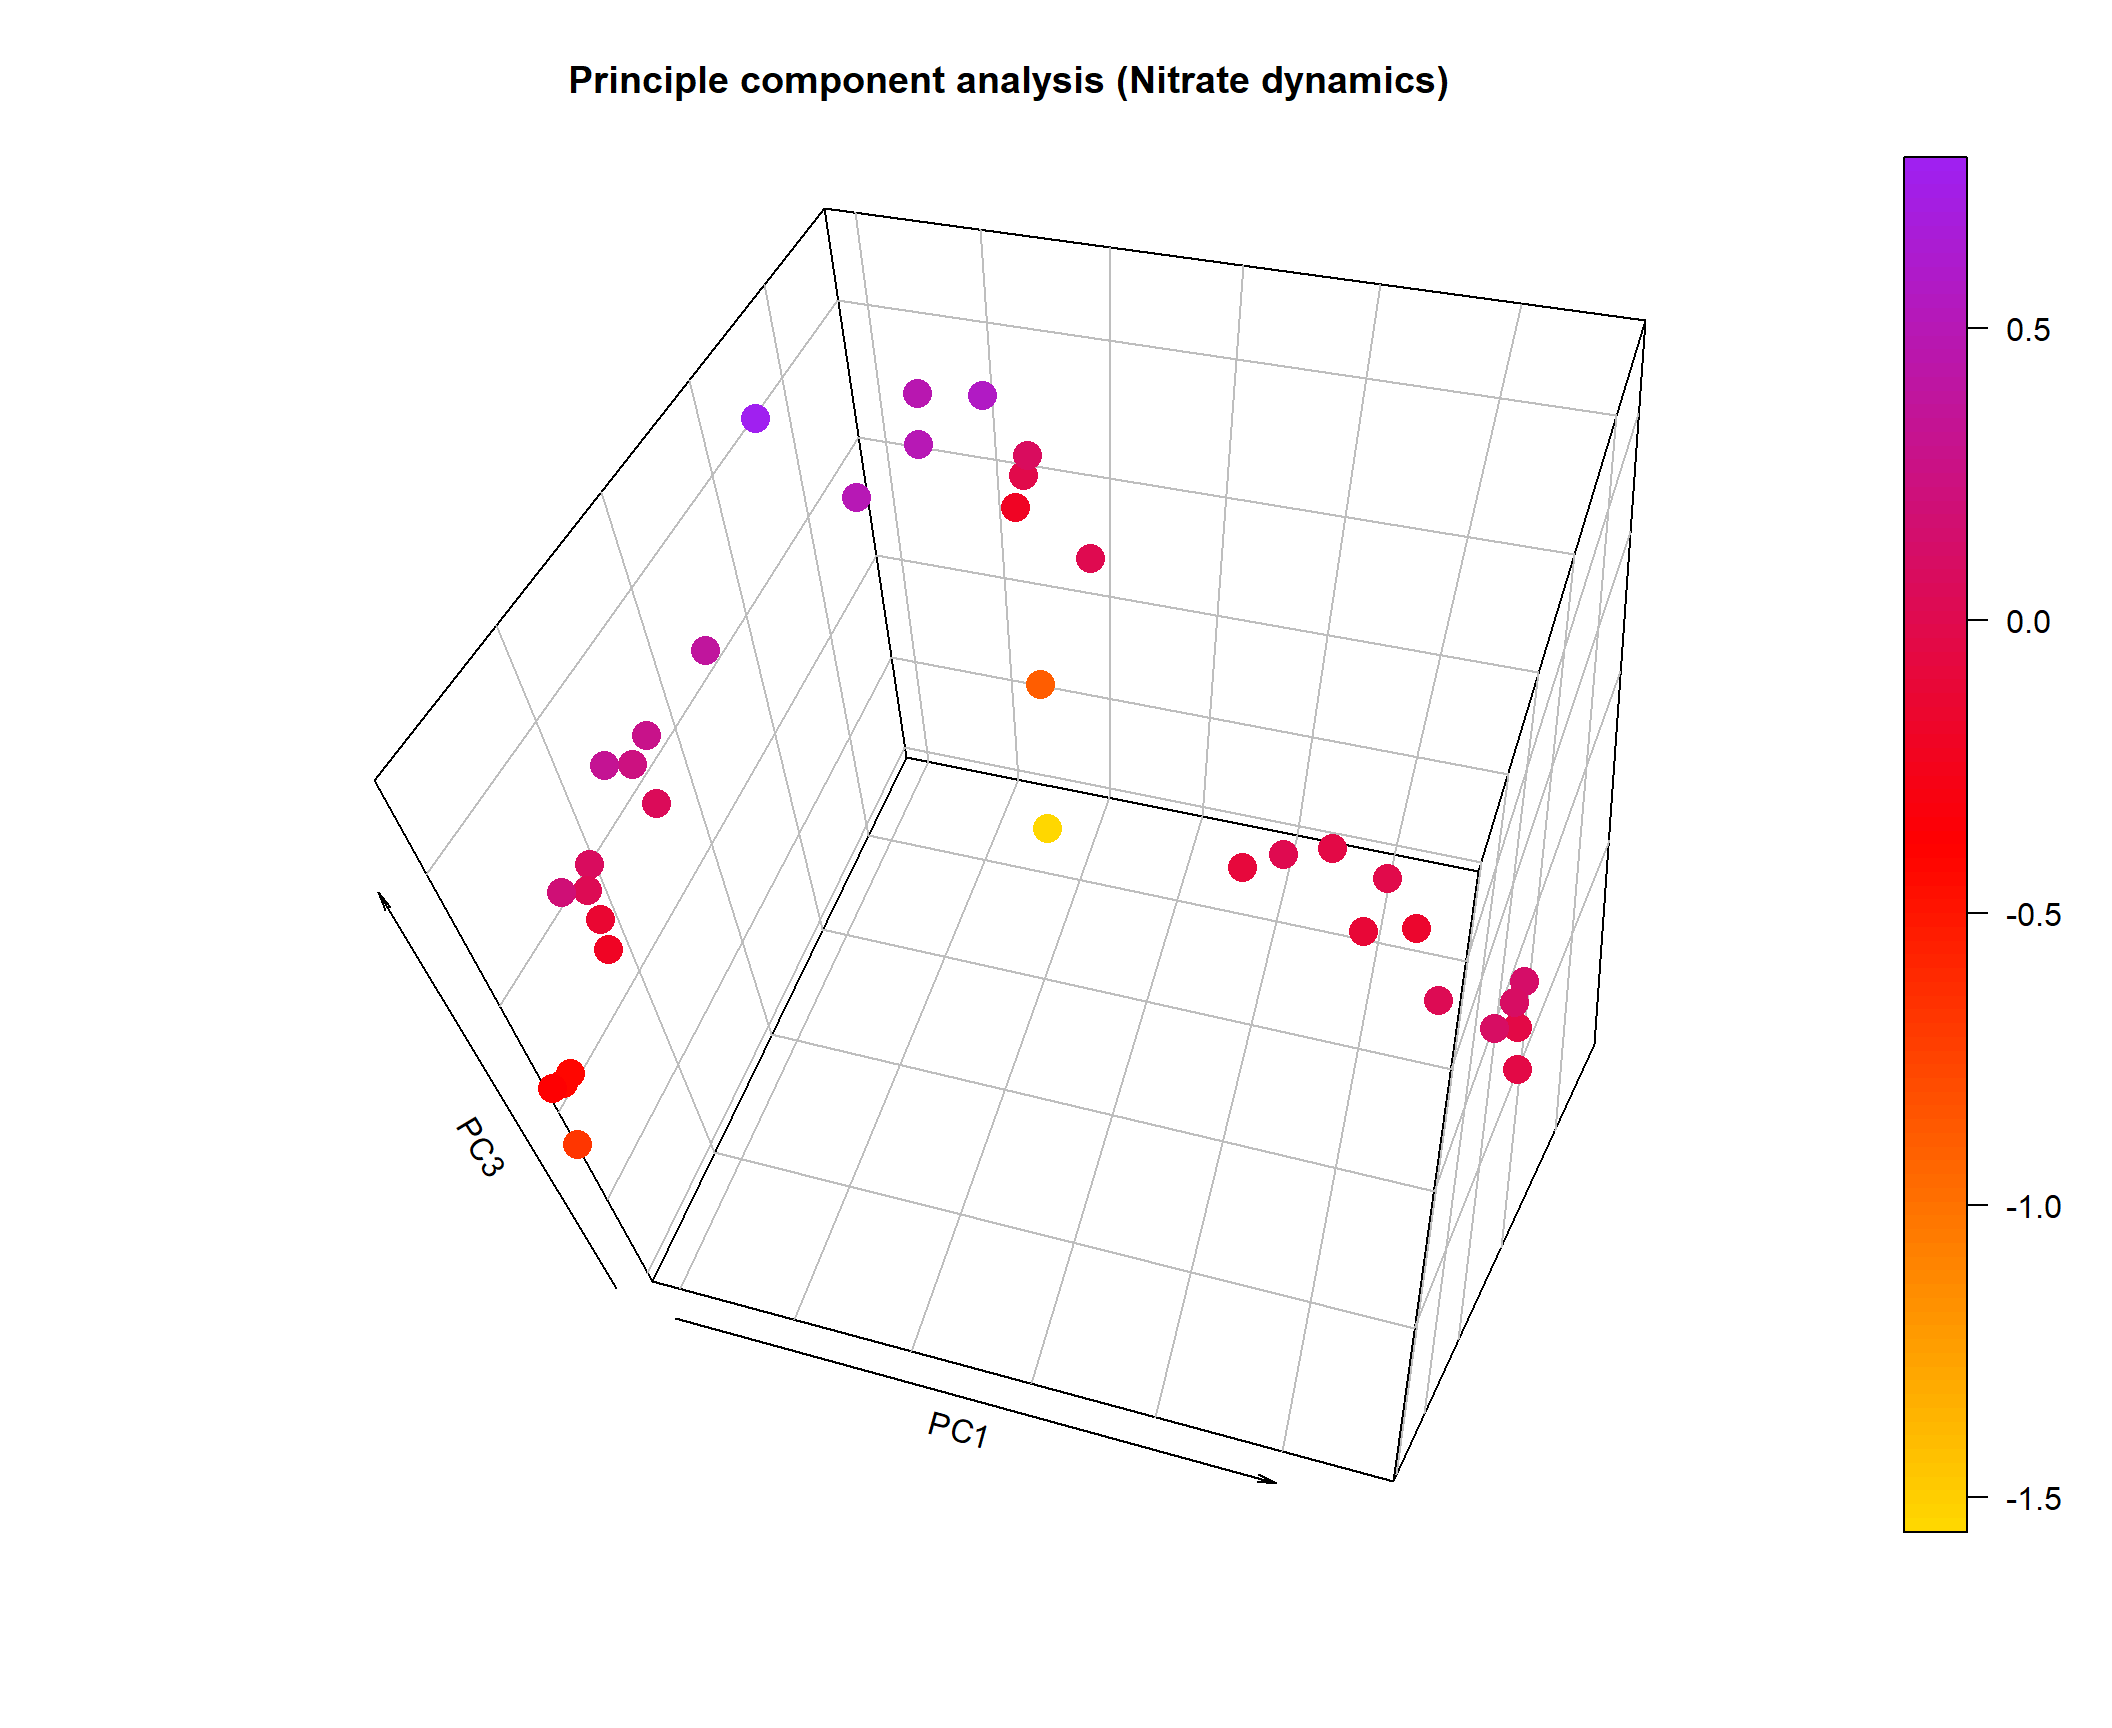 Principle component analysis (Nitrate dynamics)
0.5
0.0
-0.5
-1.0
-1.5
PC3
PC1